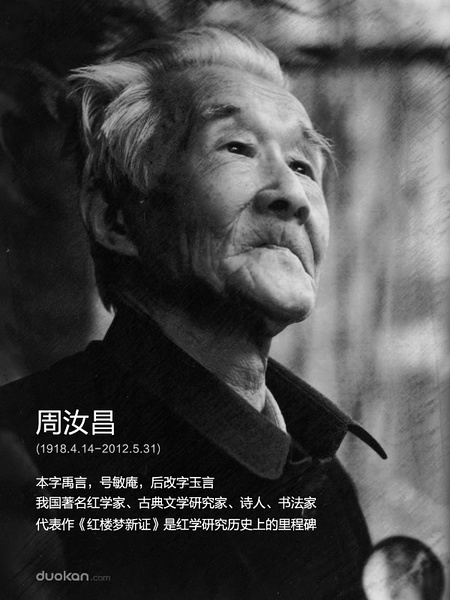 周汝昌
(1918.4.14-2012.5.31)
本字禹言，号敏庵，后改字玉言
我国著名红学家、古典文学研究家、诗人、书法家
代表作《红楼梦新证》是红学研究历史上的里程碑
duokan.com